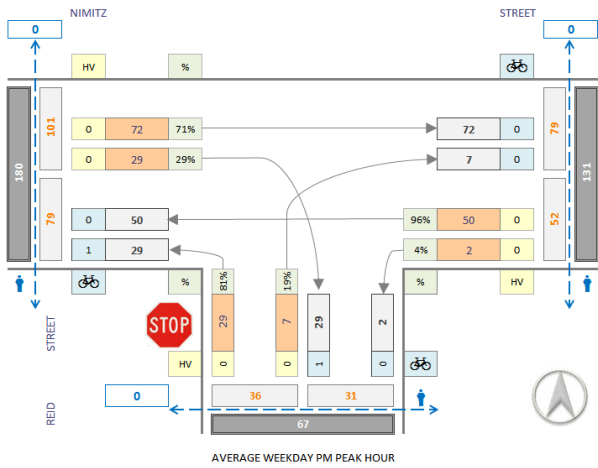 NIMITZ STREET
0 0
HV %
101 0 72 71% 72 0 79
0 29 29% 7 0
180 131
79 0 50 96% 50 0 52
1 29 4% 2 0
% 81% 19% % HV
STREET STOP 29 7 29 2
HV 0 0 1 0
REID 0 36 31
67
AVERAGE WEEKDAY PM PEAK HOUR